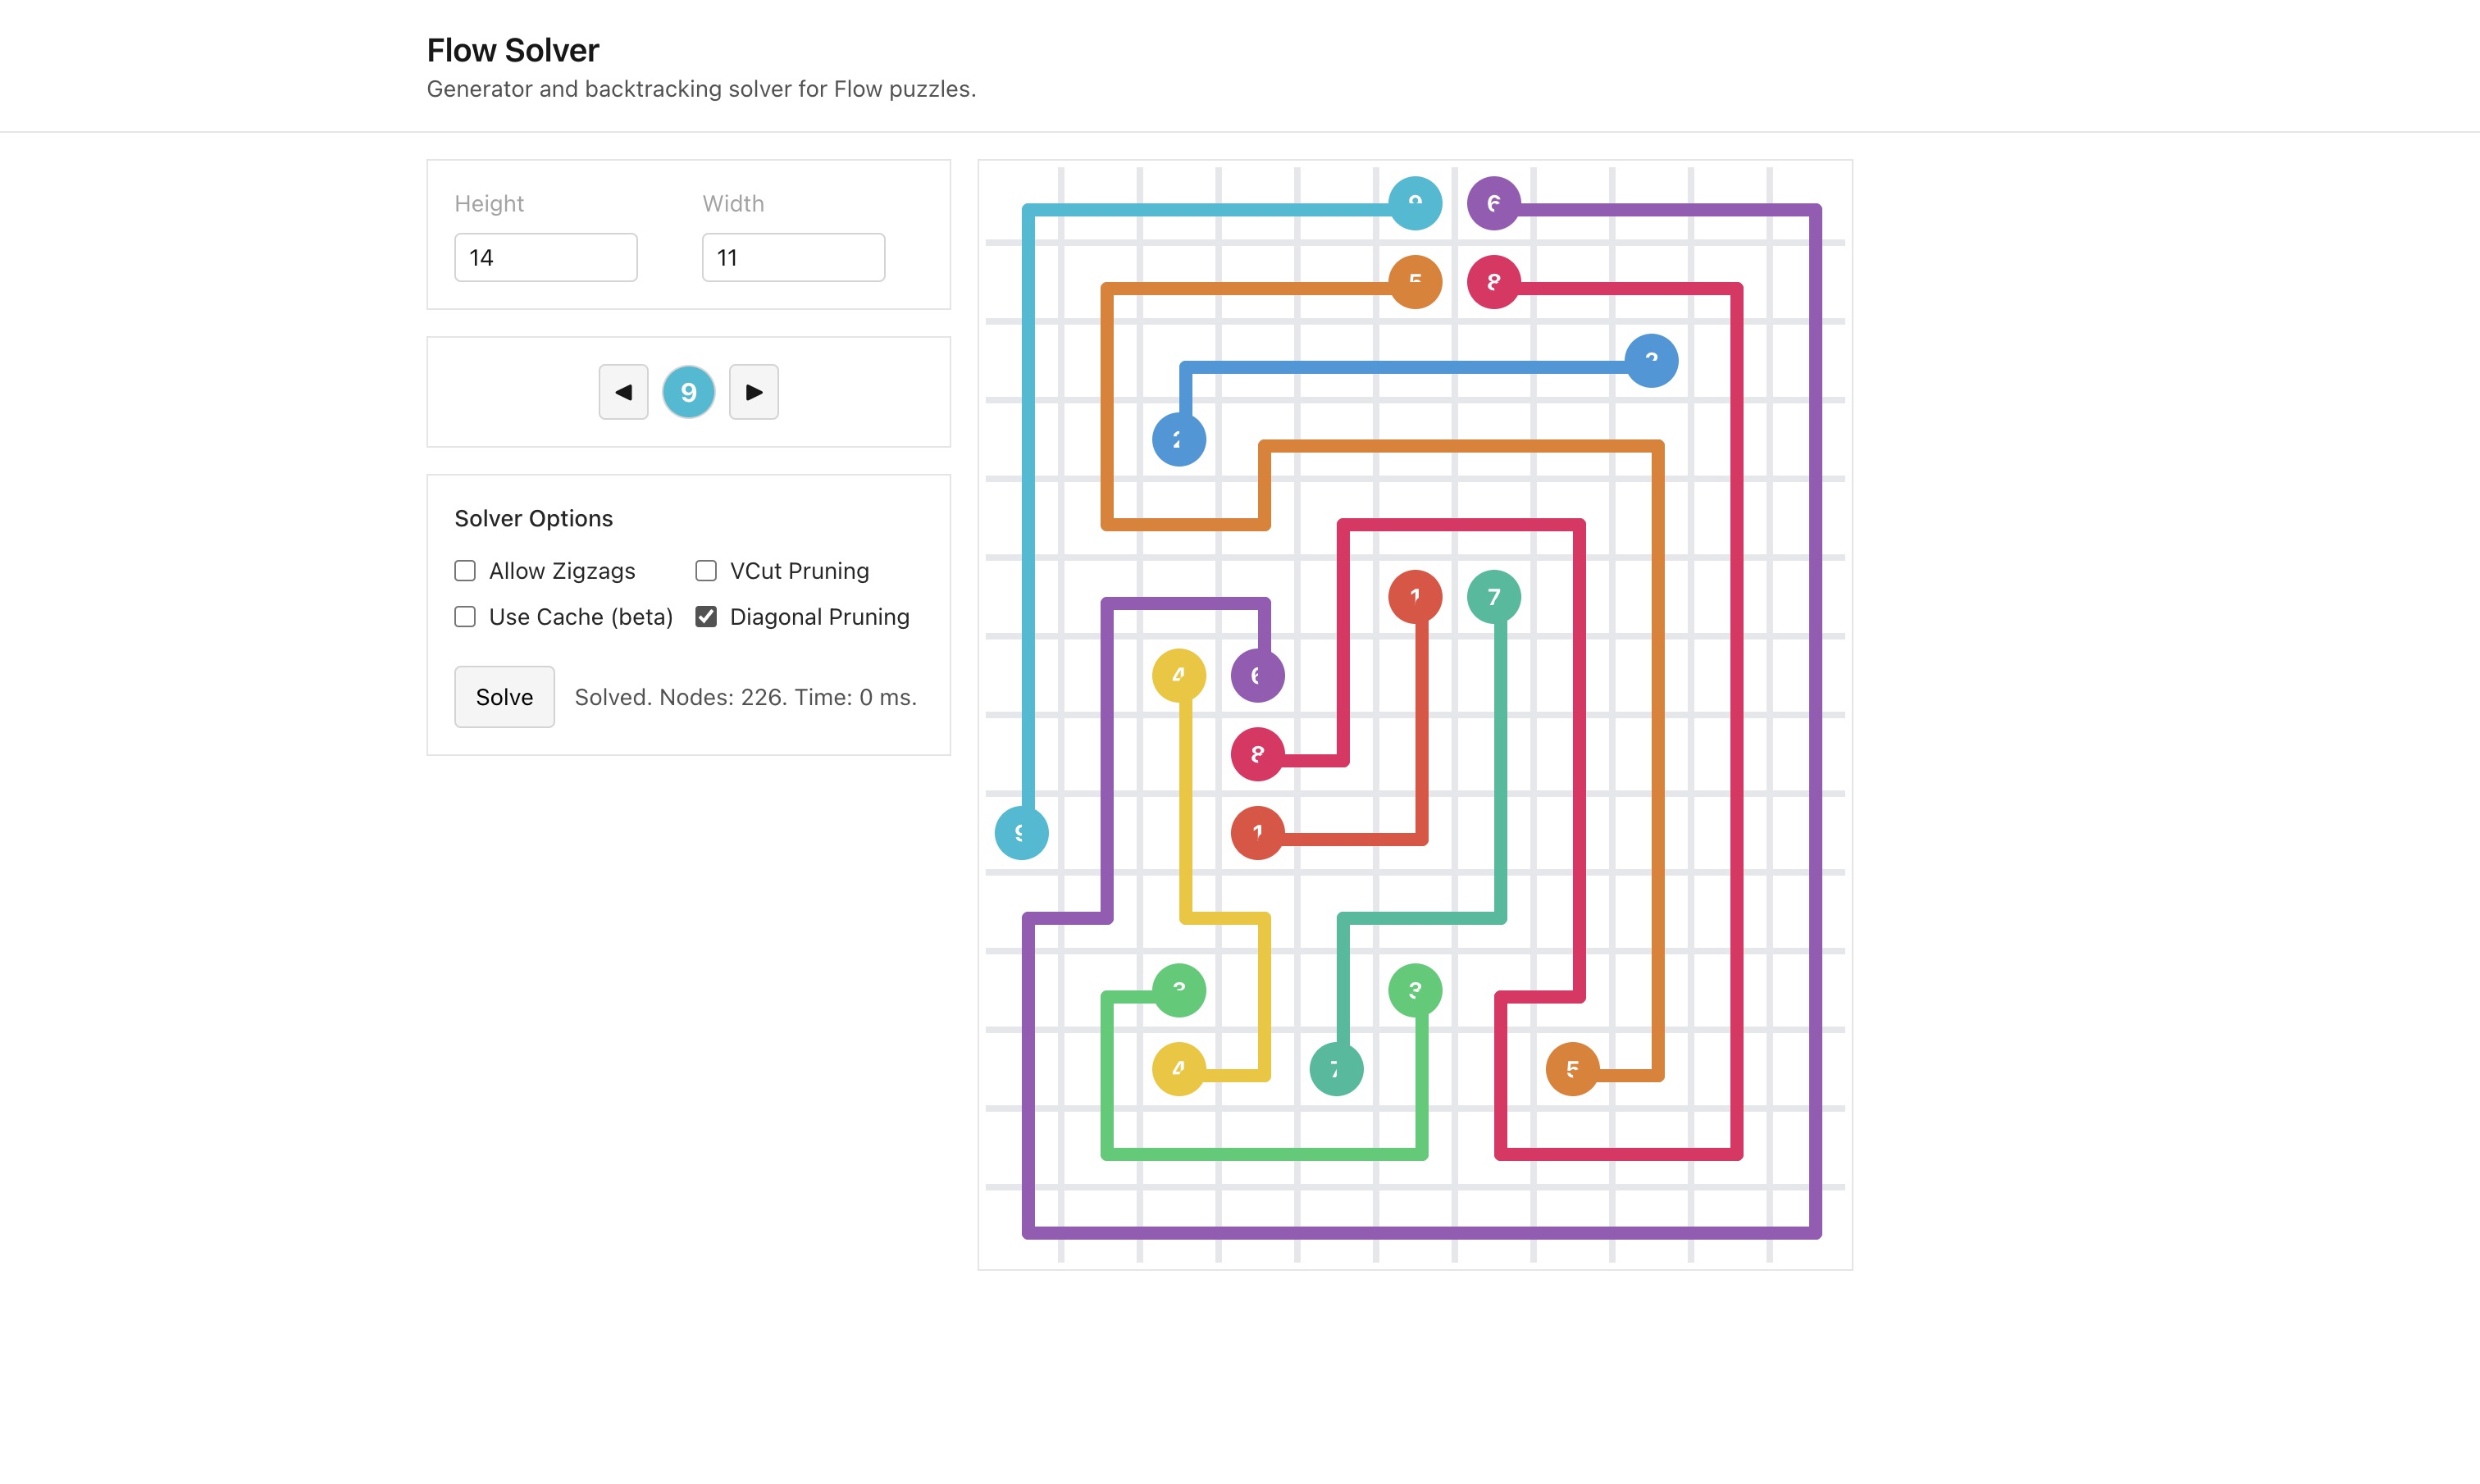 Flow Solver
Generator and backtracking solver for Flow puzzles.
Height Width
14 11
◀ 9 ▶
Solver Options
Allow Zigzags VCut Pruning
Use Cache (beta) Diagonal Pruning
Solve Solved. Nodes: 226. Time: 0 ms.
9 6
5 8
2
2
1 7
4 6
8
9 1
3 3
4 7 5